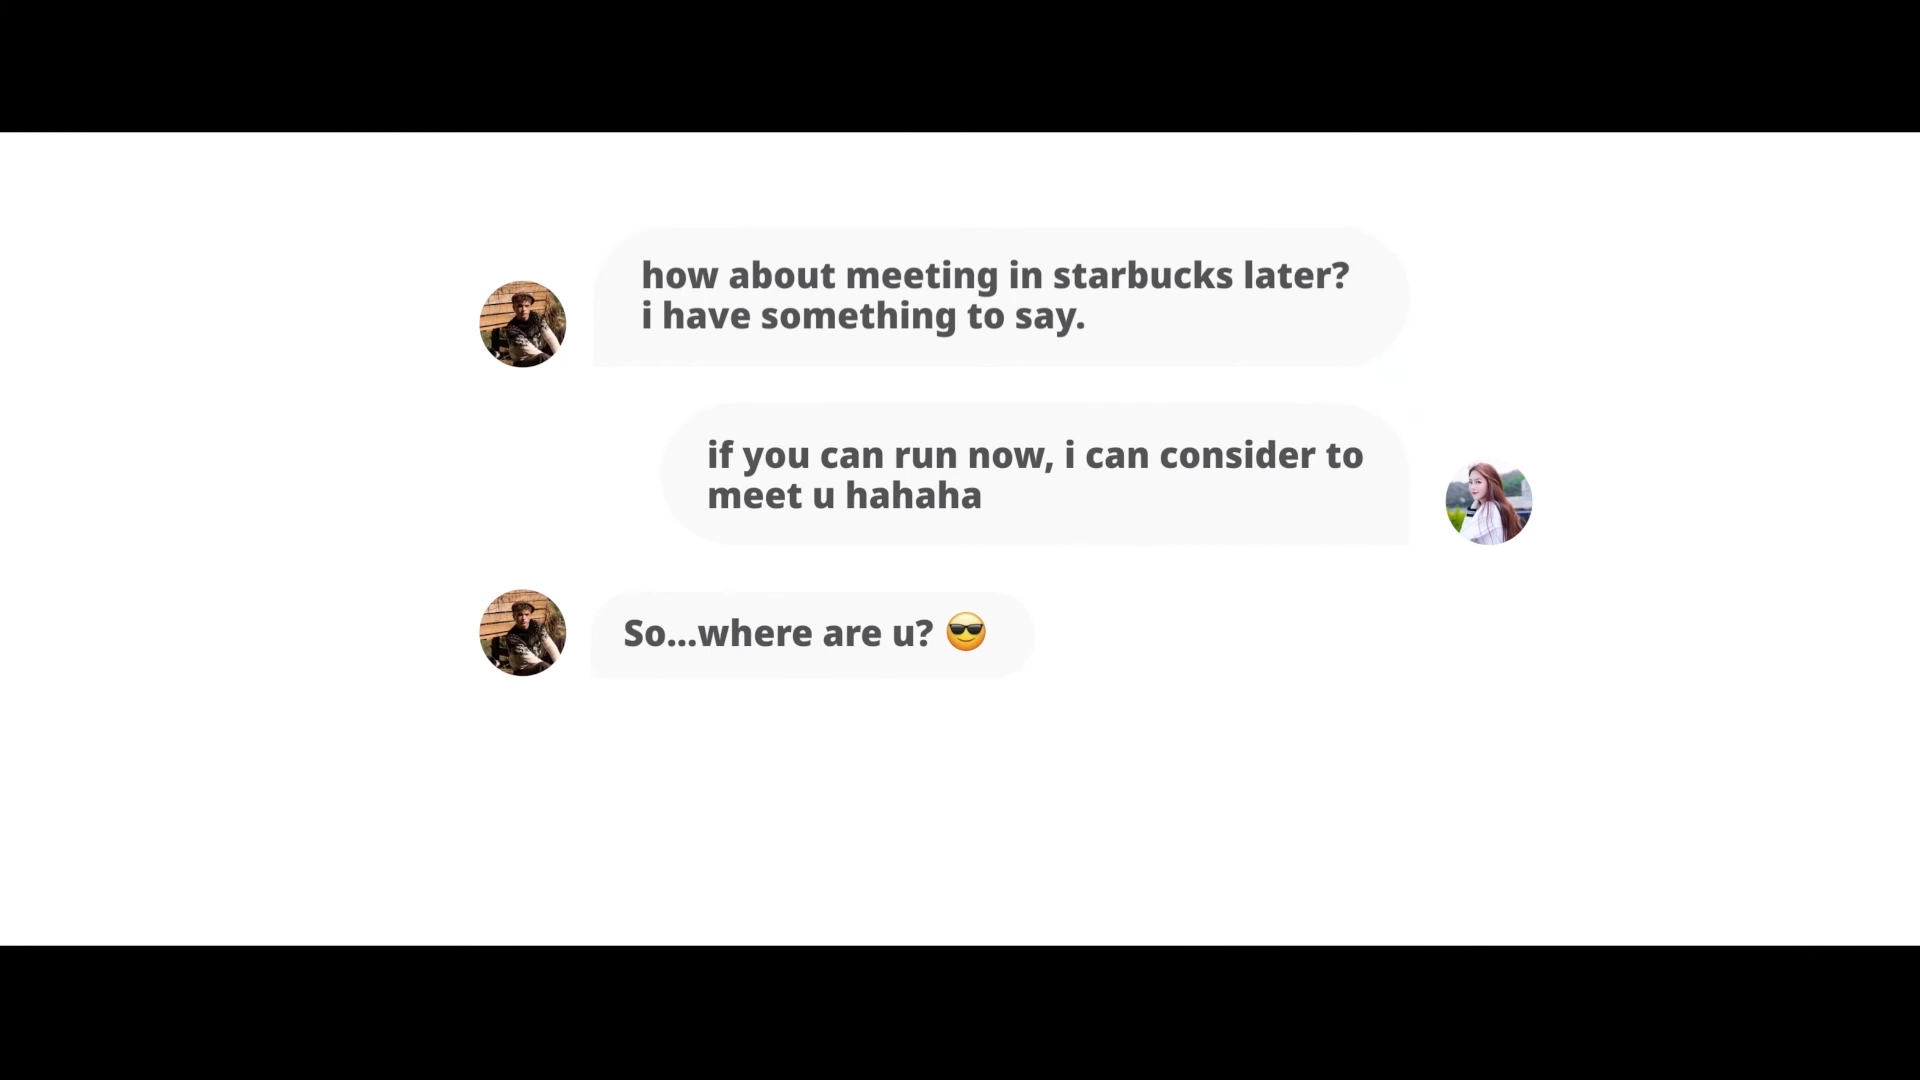 how about meeting in starbucks later?
i have something to say.
if you can run now, i can consider to
meet u hahaha
So...where are u? 😎